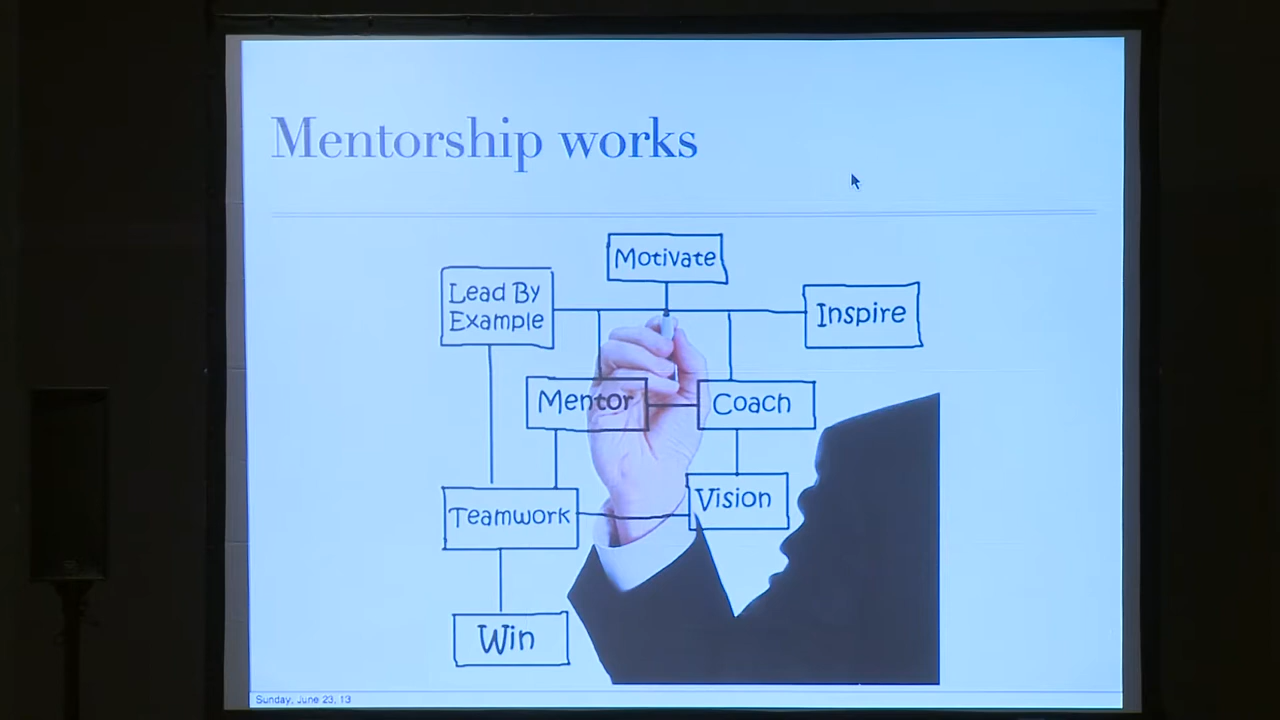 Mentorship works
Motivate
Lead By
Example
Inspire
Mentor
Coach
Vision
Teamwork
Win
Sunday, June 23, 13